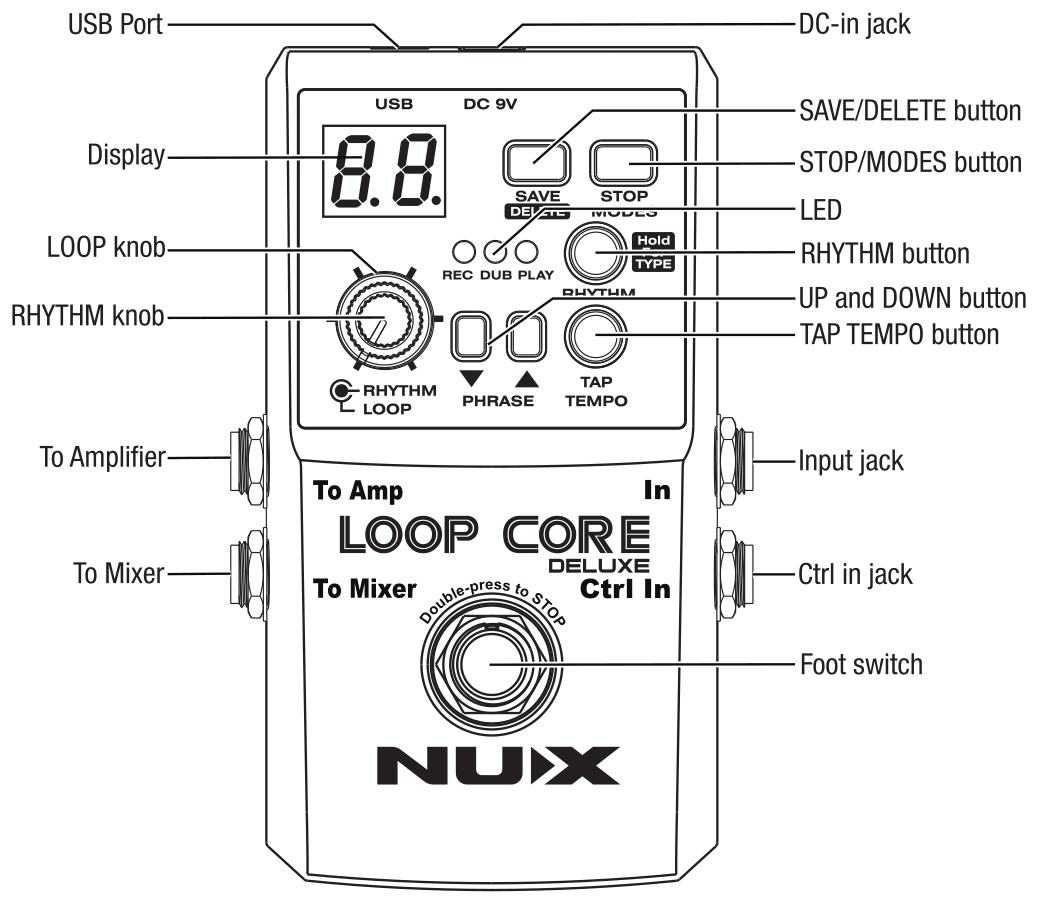 USB Port
DC-in jack
USB
DC 9V
SAVE/DELETE button
Display
8.8.
STOP/MODES button
SAVE
DELETE
STOP
MODES
LED
LOOP knob
REC DUB PLAY
Hold
TYPE
RHYTHM button
RHYTHM
UP and DOWN button
RHYTHM knob
TAP TEMPO button
RHYTHM
LOOP
PHRASE
TAP
TEMPO
To Amplifier
Input jack
To Amp
In
LOOP CORE
DELUXE
To Mixer
Ctrl in jack
To Mixer
Ctrl In
Double-press to STOP
Foot switch
NUX